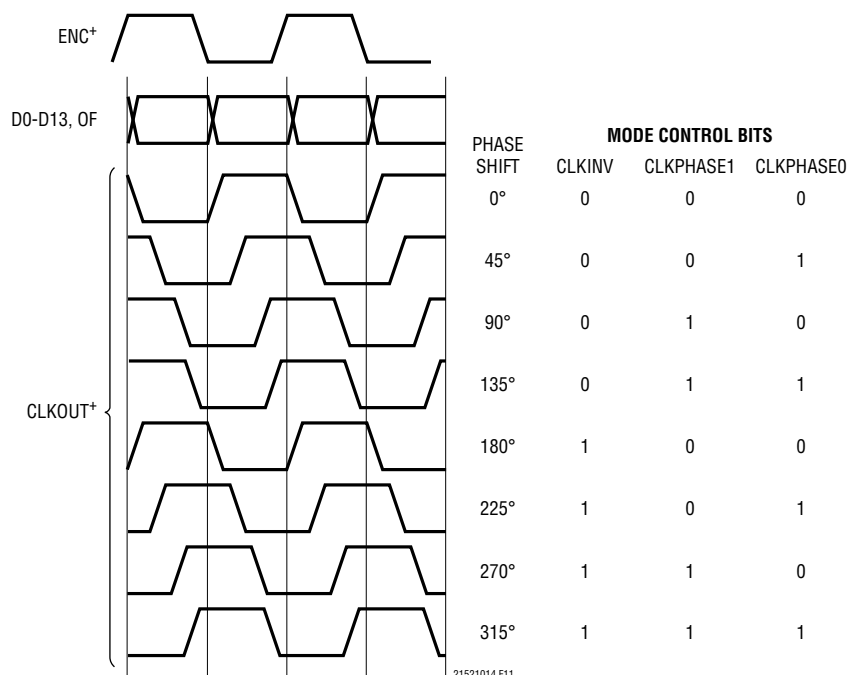 ENC+
D0-D13, OF
CLKOUT+
MODE CONTROL BITS
PHASE SHIFT CLKINV CLKPHASE1 CLKPHASE0
0° 0 0 0
45° 0 0 1
90° 0 1 0
135° 0 1 1
180° 1 0 0
225° 1 0 1
270° 1 1 0
315° 1 1 1
21521014 F11